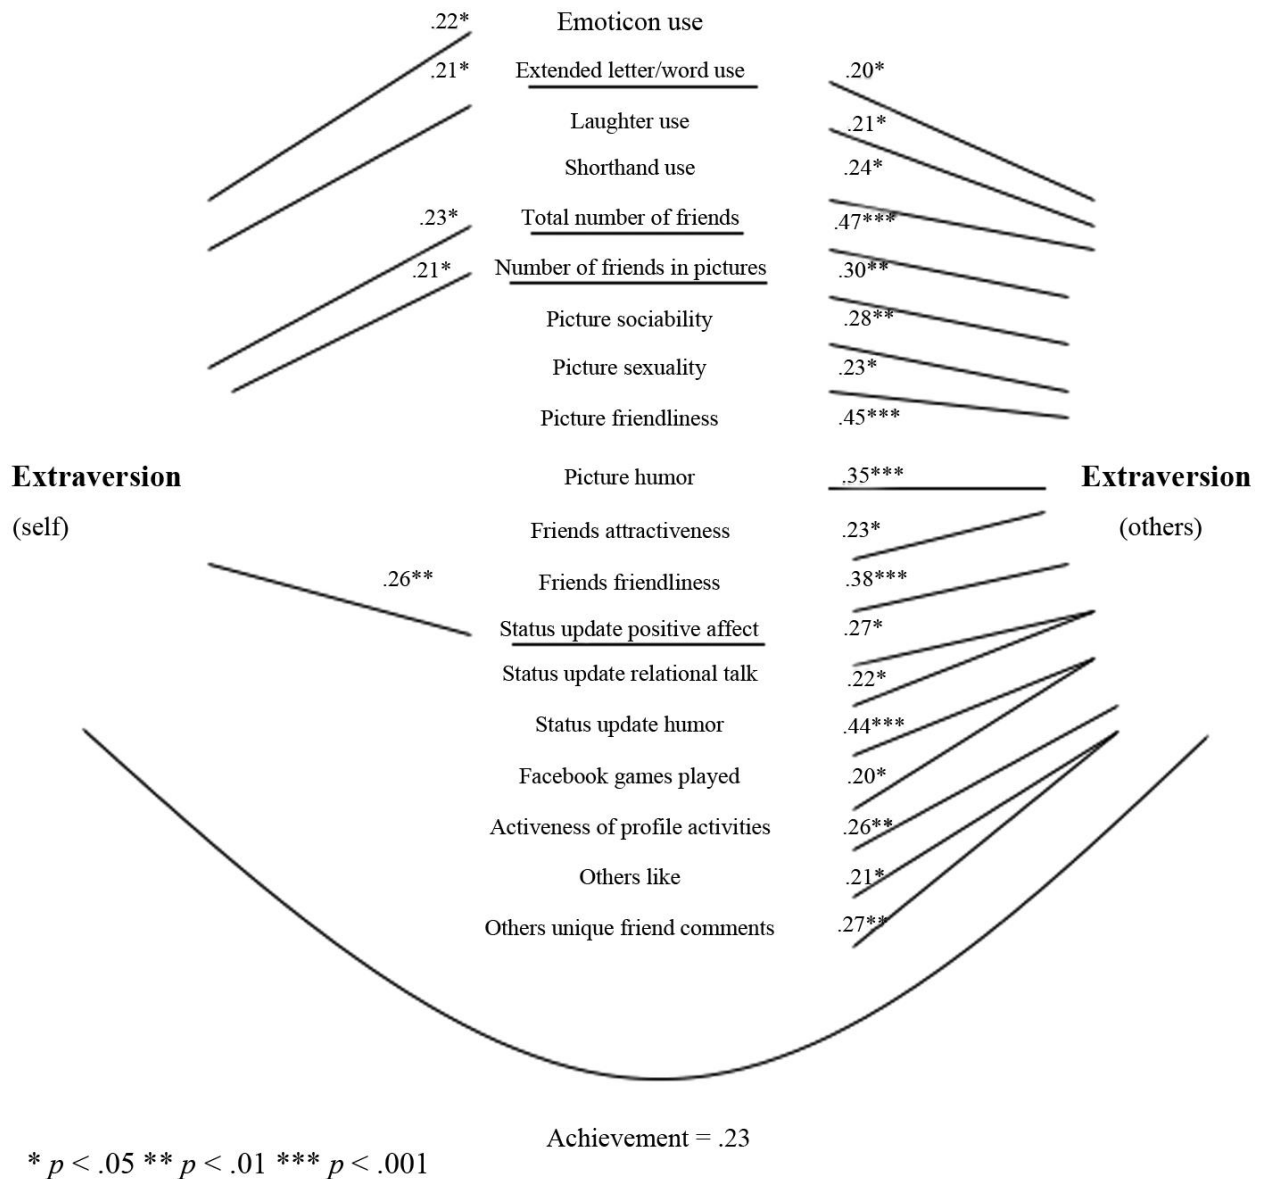 .22* Emoticon use
.21* Extended letter/word use .20*
Laughter use .21*
Shorthand use .24*
.23* Total number of friends .47***
.21* Number of friends in pictures .30**
Picture sociability .28**
Picture sexuality .23*
Picture friendliness .45***
Extraversion Picture humor .35*** Extraversion
(self) Friends attractiveness .23* (others)
.26** Friends friendliness .38***
Status update positive affect .27*
Status update relational talk .22*
Status update humor .44***
Facebook games played .20*
Activeness of profile activities .26**
Others like .21*
Others unique friend comments .27**
Achievement = .23
* p < .05 ** p < .01 *** p < .001